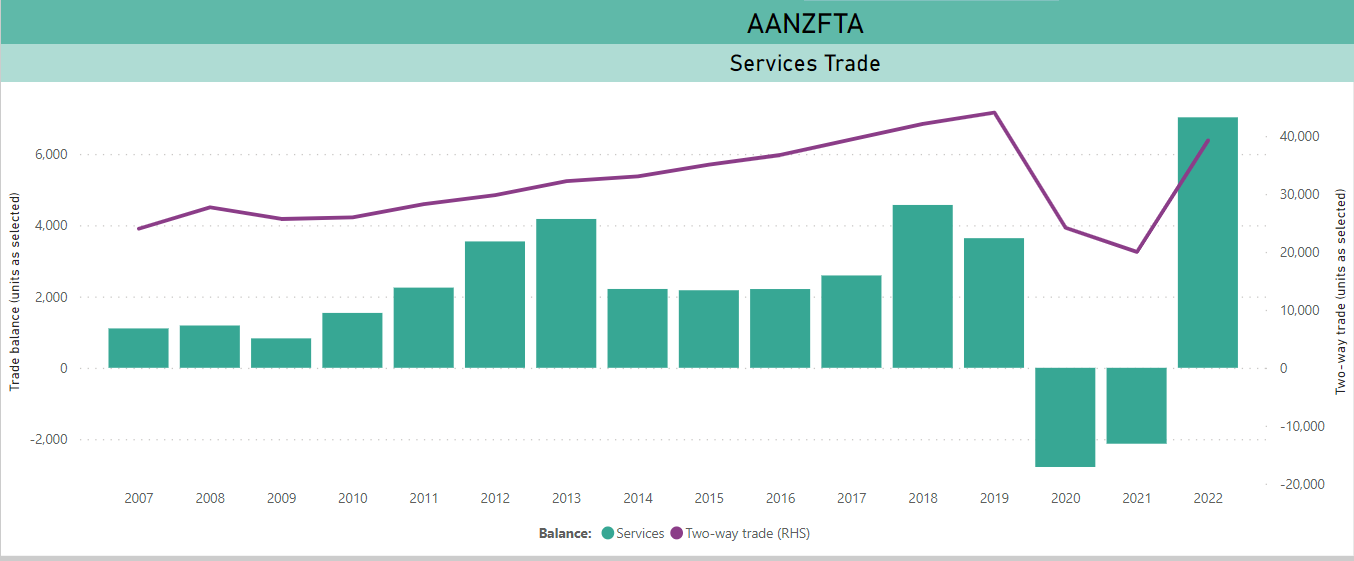 AANZFTA
Services Trade
Trade balance (units as selected)
6,000
4,000
2,000
0
-2,000
40,000
30,000
20,000
10,000
0
-10,000
-20,000
Two-way trade (units as selected)
2007 2008 2009 2010 2011 2012 2013 2014 2015 2016 2017 2018 2019 2020 2021 2022
Balance: Services Two-way trade (RHS)